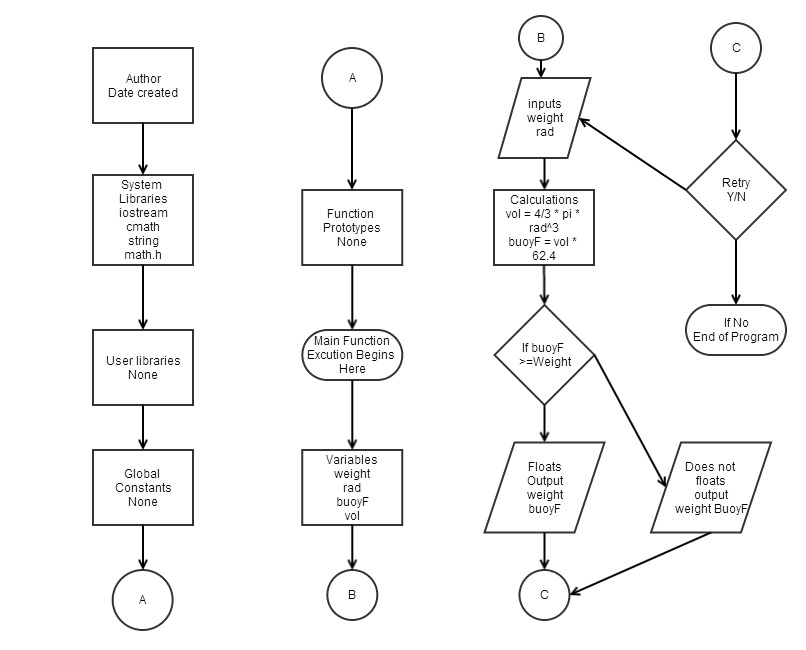 Author
Date created
System
Libraries
iostream
cmath
string
math.h
User libraries
None
Global
Constants
None
A
A
Function
Prototypes
None
Main Function
Excution Begins
Here
Variables
weight
rad
buoyF
vol
B
B
inputs
weight
rad
Calculations
vol = 4/3 * pi *
rad^3
buoyF = vol *
62.4
If buoyF
>=Weight
Floats
Output
weight
buoyF
Does not
floats
output
weight BuoyF
C
C
Retry
Y/N
If No
End of Program